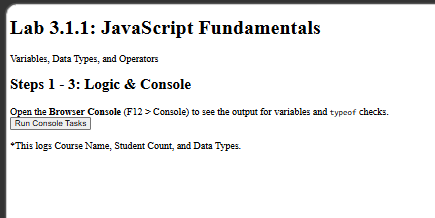 Lab 3.1.1: JavaScript Fundamentals
Variables, Data Types, and Operators
Steps 1 - 3: Logic & Console
Open the Browser Console (F12 > Console) to see the output for variables and typeof checks.
Run Console Tasks
*This logs Course Name, Student Count, and Data Types.